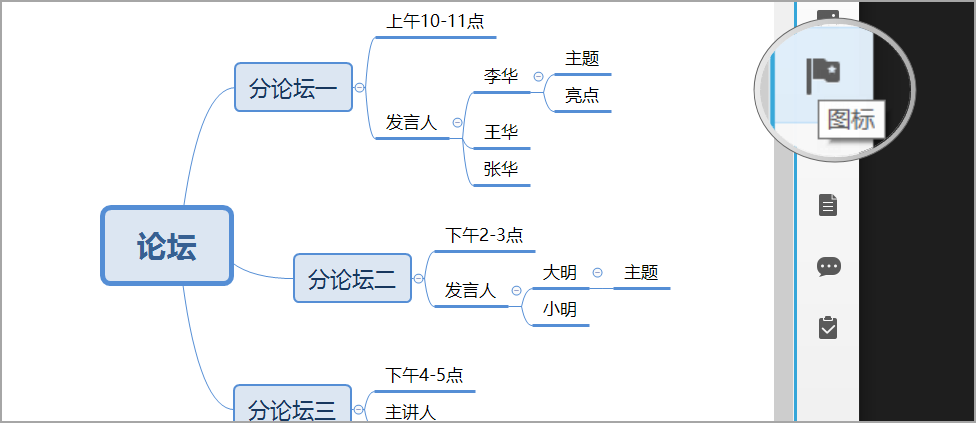 论坛
分论坛一
上午10-11点
发言人
李华
主题
亮点
王华
张华
分论坛二
下午2-3点
发言人
大明
主题
小明
分论坛三
下午4-5点
主讲人
图标